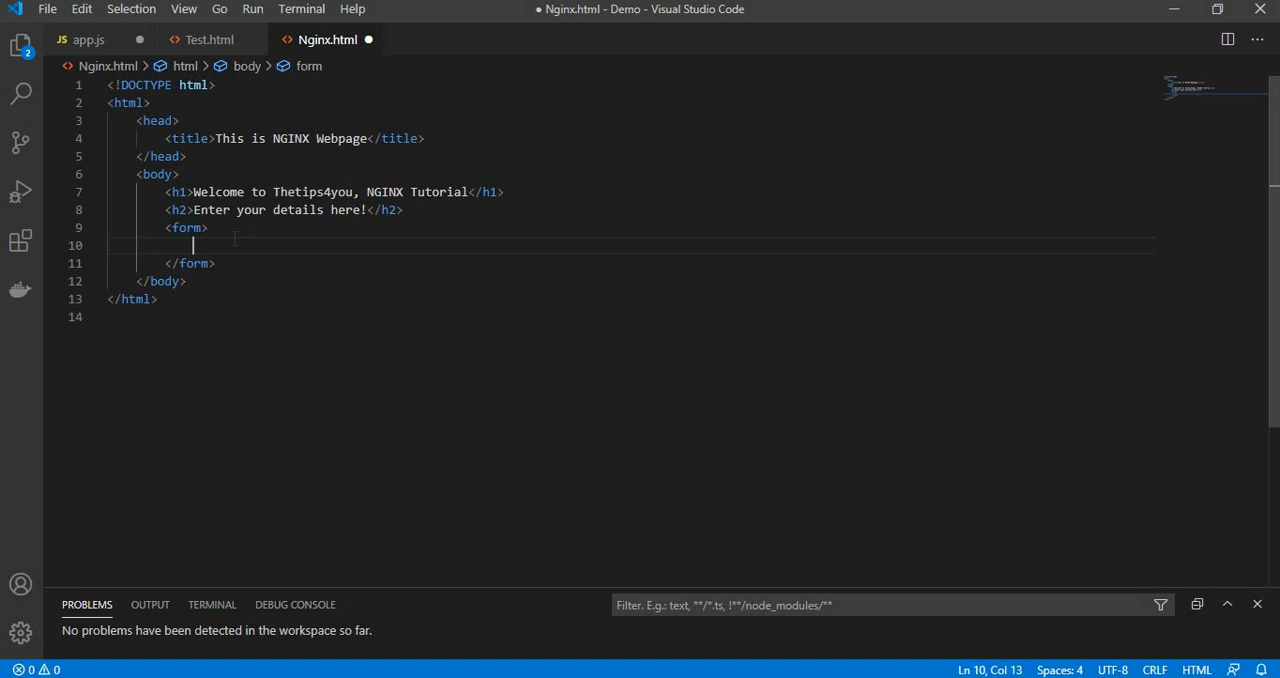 File Edit Selection View Go Run Terminal Help ● Nginx.html - Demo - Visual Studio Code
JS app.js ● <> Test.html <> Nginx.html ●
<> Nginx.html > html > body > form
1 <!DOCTYPE html>
2 <html>
3 <head>
4 <title>This is NGINX Webpage</title>
5 </head>
6 <body>
7 <h1>Welcome to Thetips4you, NGINX Tutorial</h1>
8 <h2>Enter your details here!</h2>
9 <form>
10
11 </form>
12 </body>
13 </html>
14
2
PROBLEMS OUTPUT TERMINAL DEBUG CONSOLE Filter. E.g.: text, **/*.ts, !**/node_modules/**
No problems have been detected in the workspace so far.
0 0 Ln 10, Col 13 Spaces: 4 UTF-8 CRLF HTML